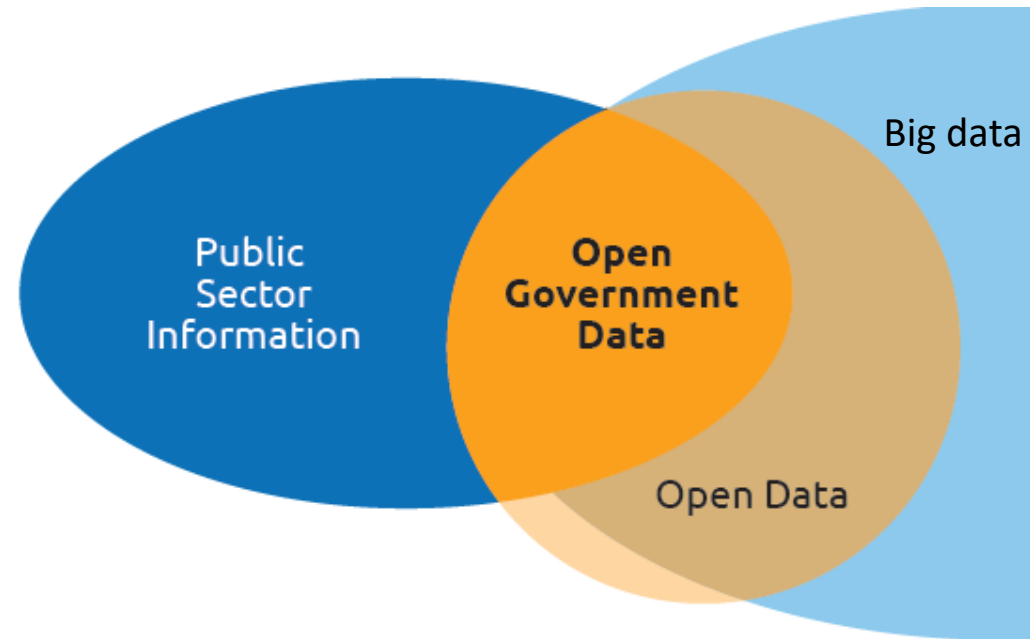 Big data
Public
Sector
Information
Open
Government
Data
Open Data